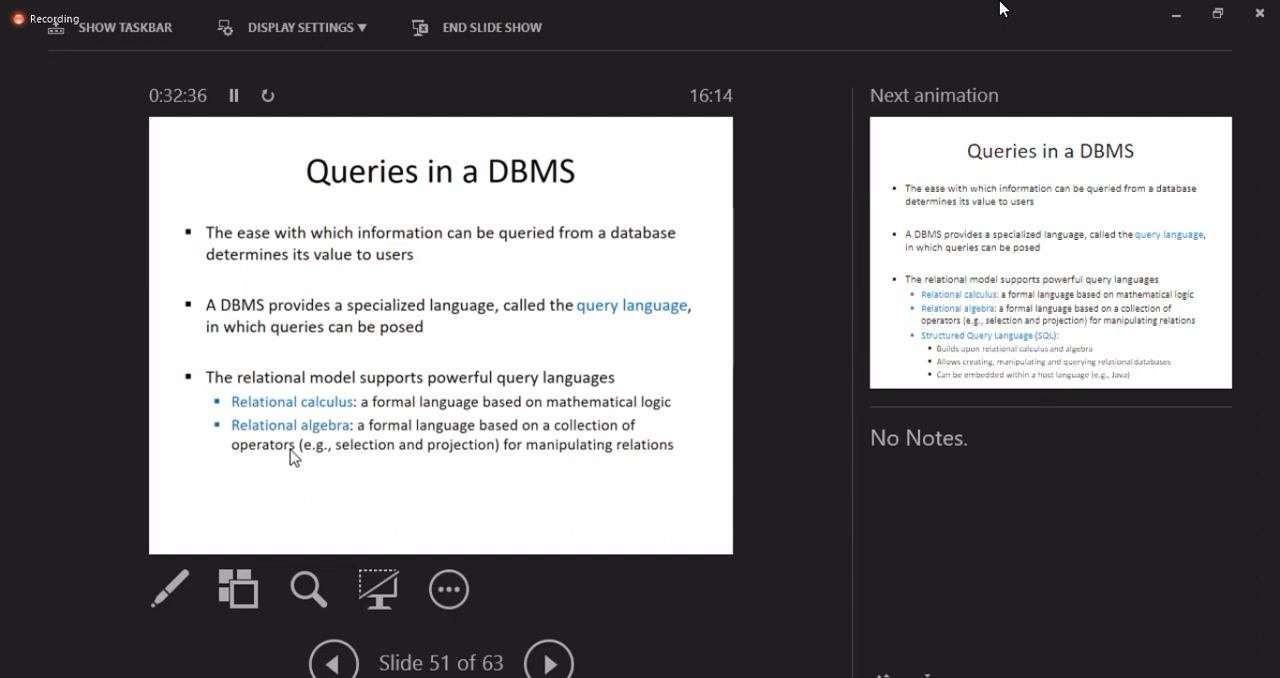 Recording
SHOW TASKBAR
DISPLAY SETTINGS
END SLIDE SHOW
0:32:36
16:14
Queries in a DBMS
The ease with which information can be queried from a database
determines its value to users
A DBMS provides a specialized language, called the query language,
in which queries can be posed
The relational model supports powerful query languages
Relational calculus: a formal language based on mathematical logic
Relational algebra: a formal language based on a collection of
operators (e.g., selection and projection) for manipulating relations
Slide 51 of 63
Next animation
Queries in a DBMS
The ease with which information can be queried from a database
determines its value to users
A DBMS provides a specialized language, called the query language,
in which queries can be posed
The relational model supports powerful query languages
Relational calculus: a formal language based on mathematical logic
Relational algebra: a formal language based on a collection of
operators (e.g., selection and projection) for manipulating relations
Structured Query Language (SQL):
Builds upon relational calculus and algebra
Allows creating, manipulating and querying relational databases
Can be embedded within a host language (e.g., Java)
No Notes.